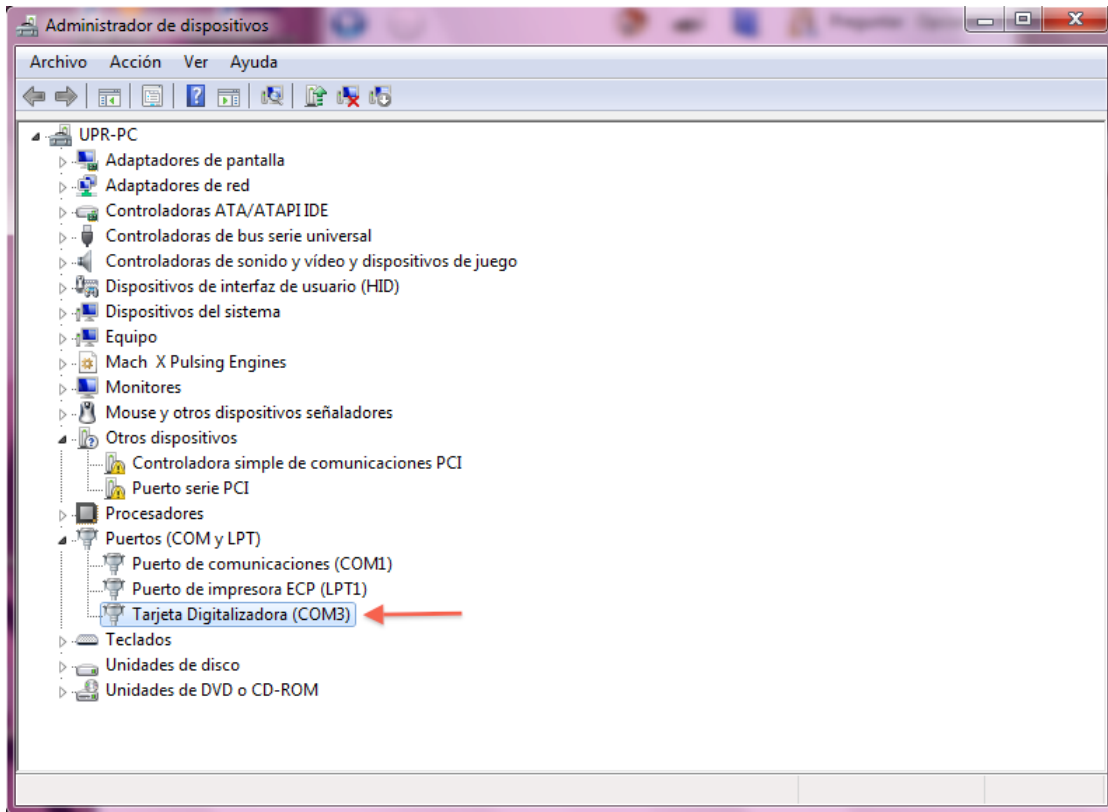 Administrador de dispositivos
Archivo Acción Ver Ayuda
UPR-PC
Adaptadores de pantalla
Adaptadores de red
Controladoras ATA/ATAPI IDE
Controladoras de bus serie universal
Controladoras de sonido y vídeo y dispositivos de juego
Dispositivos de interfaz de usuario (HID)
Dispositivos del sistema
Equipo
Mach X Pulsing Engines
Monitores
Mouse y otros dispositivos señaladores
Otros dispositivos
Controladora simple de comunicaciones PCI
Puerto serie PCI
Procesadores
Puertos (COM y LPT)
Puerto de comunicaciones (COM1)
Puerto de impresora ECP (LPT1)
Tarjeta Digitalizadora (COM3)
Teclados
Unidades de disco
Unidades de DVD o CD-ROM